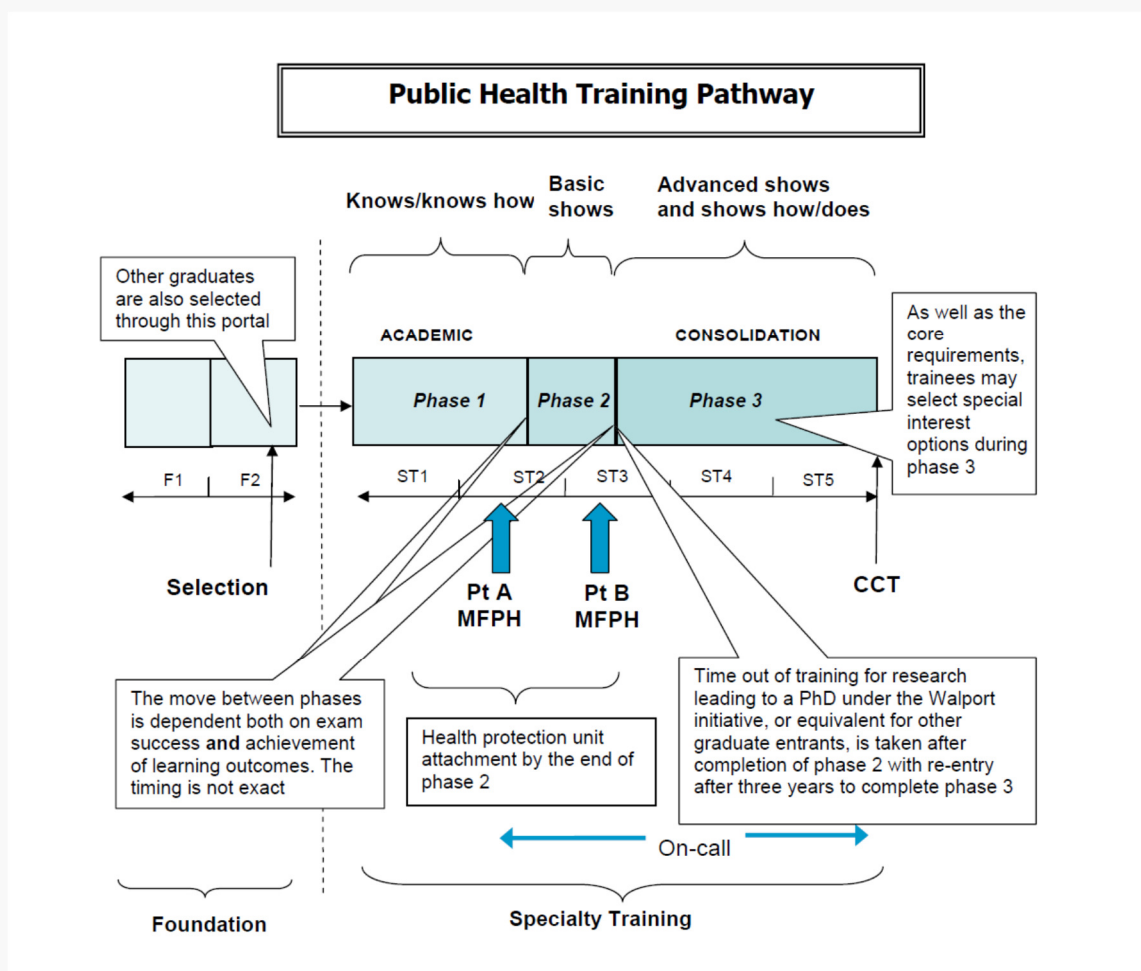 Public Health Training Pathway
Knows/knows how
Basic
shows
Advanced shows
and shows how/does
Other graduates
are also selected
through this portal
ACADEMIC
CONSOLIDATION
As well as the
core
requirements,
trainees may
select special
interest
options during
phase 3
Phase 1
Phase 2
Phase 3
F1
F2
ST1
ST2
ST3
ST4
ST5
Selection
Pt A
MFPH
Pt B
MFPH
CCT
The move between phases
is dependent both on exam
success and achievement
of learning outcomes. The
timing is not exact
Health protection unit
attachment by the end of
phase 2
Time out of training for research
leading to a PhD under the Walport
initiative, or equivalent for other
graduate entrants, is taken after
completion of phase 2 with re-entry
after three years to complete phase 3
On-call
Foundation
Specialty Training